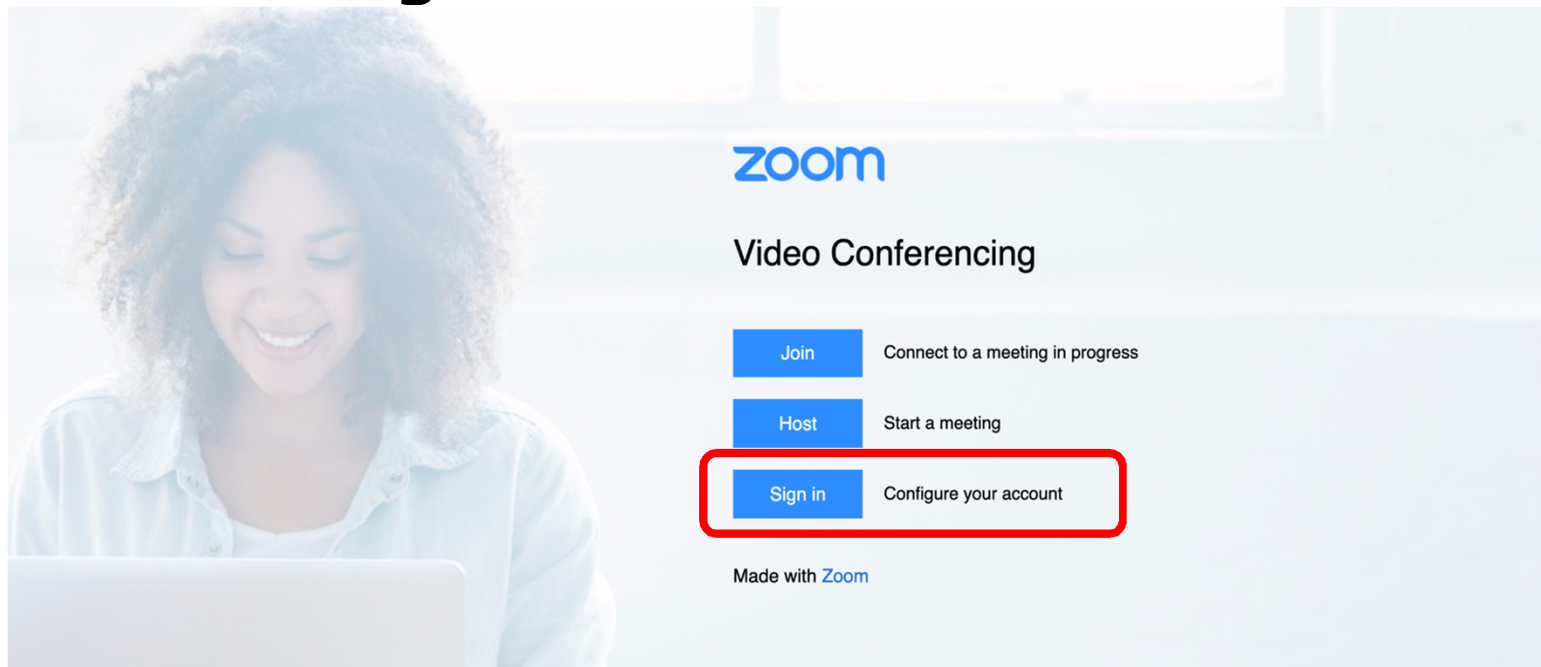 zoom
Video Conferencing
Join Connect to a meeting in progress
Host Start a meeting
Sign in Configure your account
Made with Zoom